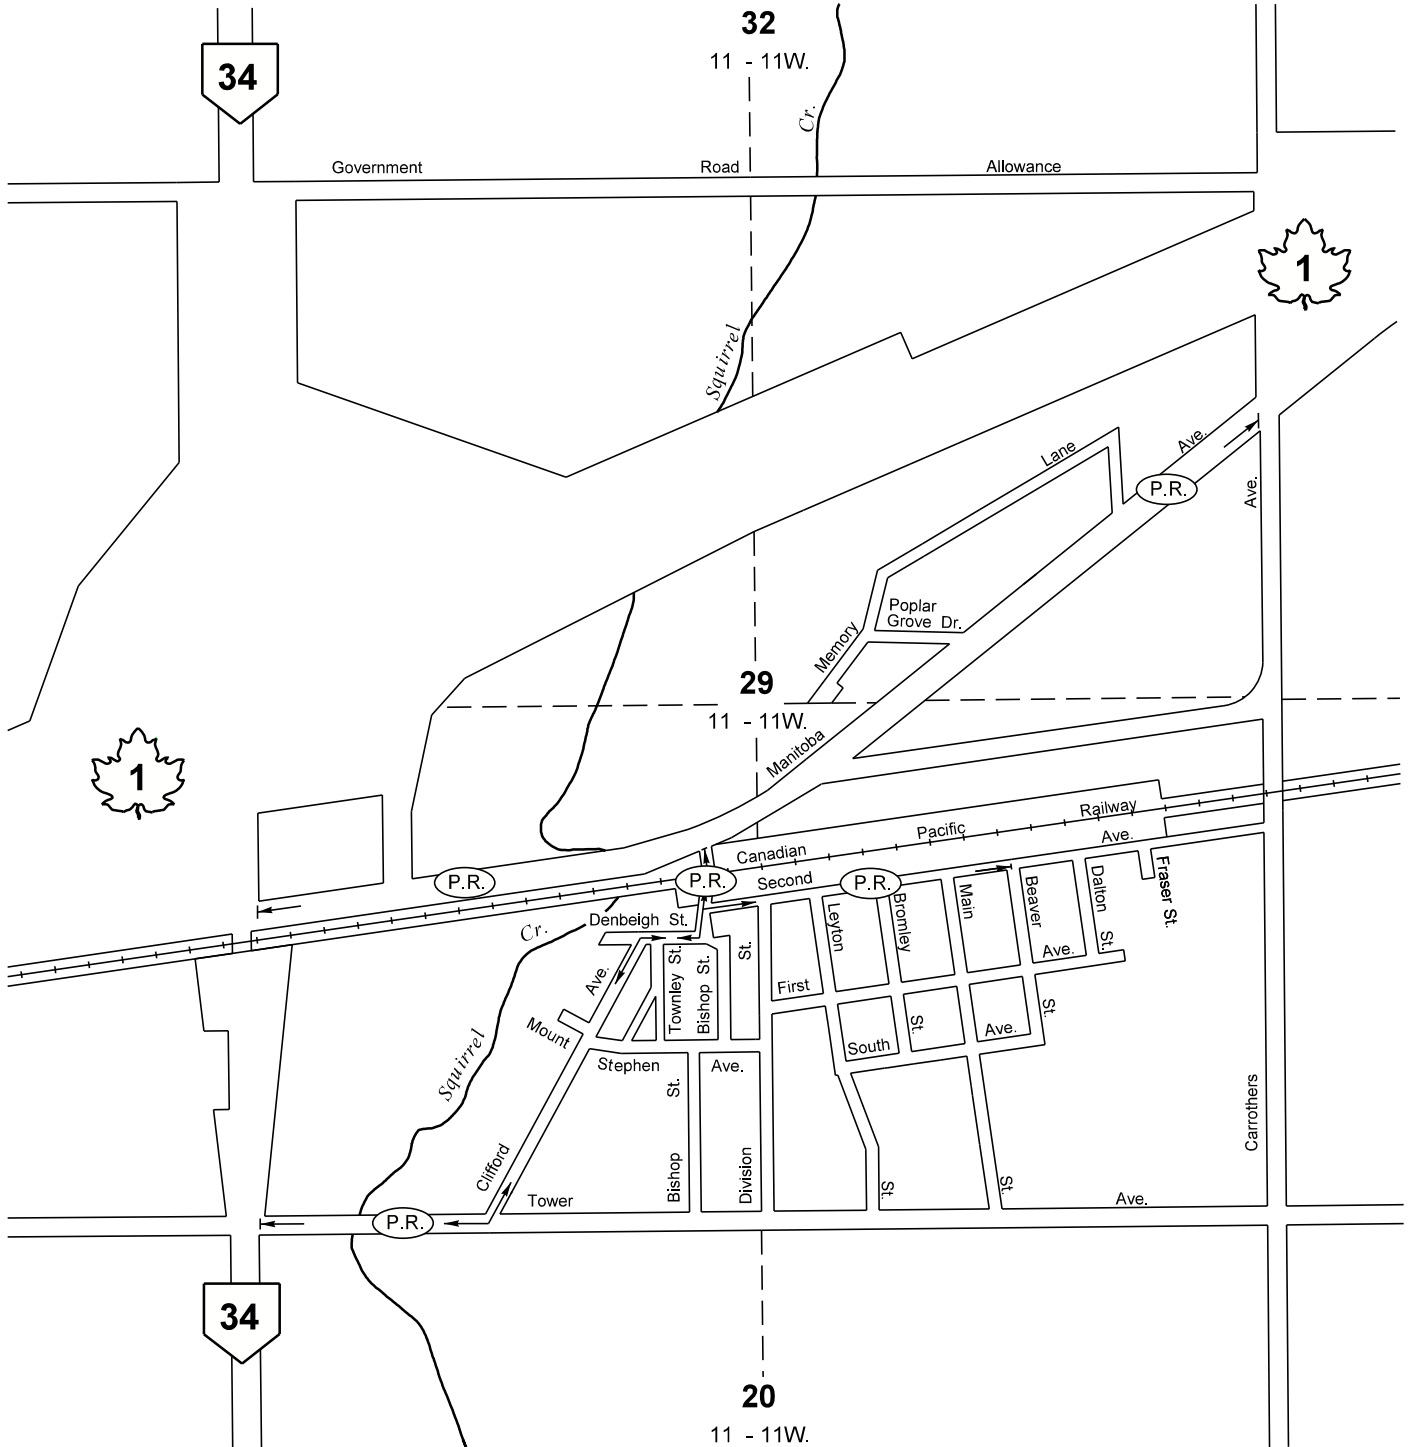 32
11 - 11W.
34
Cr.
Government Road Allowance
1
Squirrel
Lane
Ave.
P.R.
Ave.
Poplar
Grove Dr.
Memory
29
11 - 11W.
Manitoba
1
Railway
Pacific
Canadian
Ave.
Second
P.R.
P.R.
P.R.
Denbeigh St.
Cr.
Ave.
Townley St.
Bishop St.
St.
Leyton
Bromley
Main
Beaver
Dalton
Fraser St.
St.
Ave.
First
Mount
St.
Ave.
St.
South
Squirrel
Stephen Ave.
St.
Carrothers
Clifford
Bishop
Division
St.
St.
Tower
Ave.
P.R.
34
20
11 - 11W.